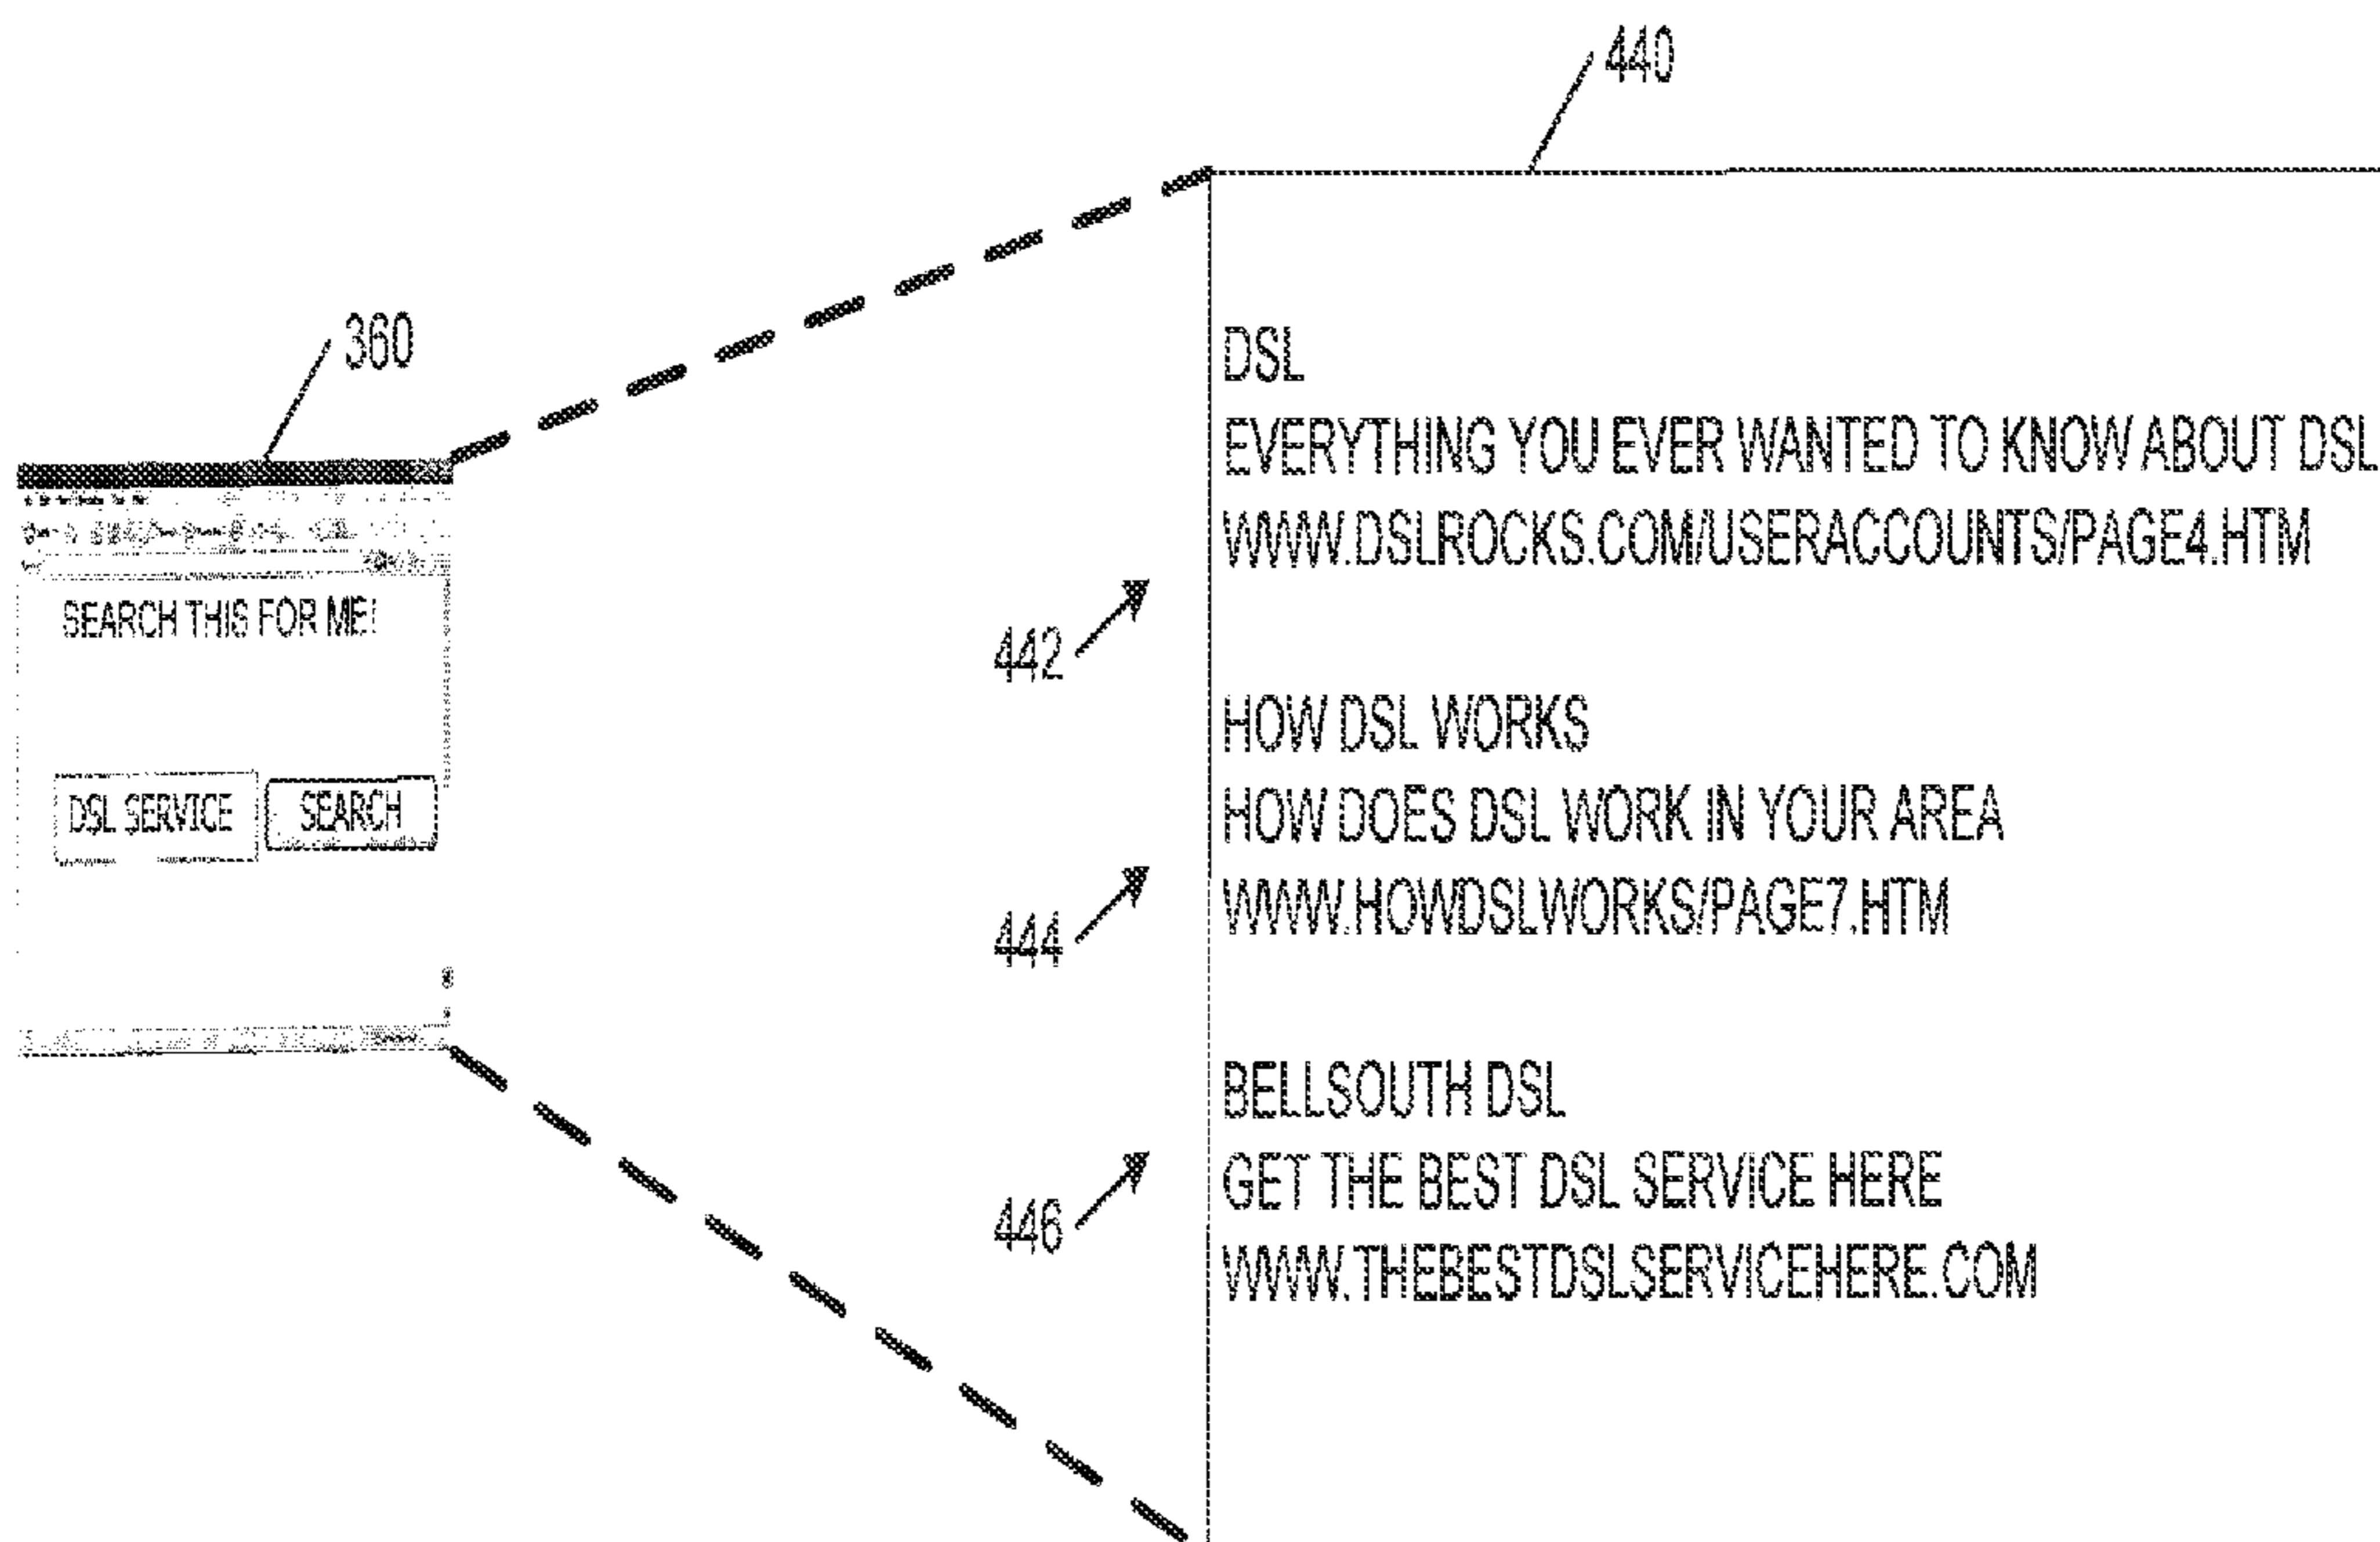 440
360
SEARCH THIS FOR ME!
DSL SERVICE
SEARCH
DSL
EVERYTHING YOU EVER WANTED TO KNOW ABOUT DSL
WWW.DSLROCKS.COM/USERACCOUNTS/PAGE4.HTM
442
HOW DSL WORKS
HOW DOES DSL WORK IN YOUR AREA
WWW.HOWDSLWORKS/PAGE7.HTM
444
BELLSOUTH DSL
GET THE BEST DSL SERVICE HERE
WWW.THEBESTDSLSERVICEHERE.COM
446